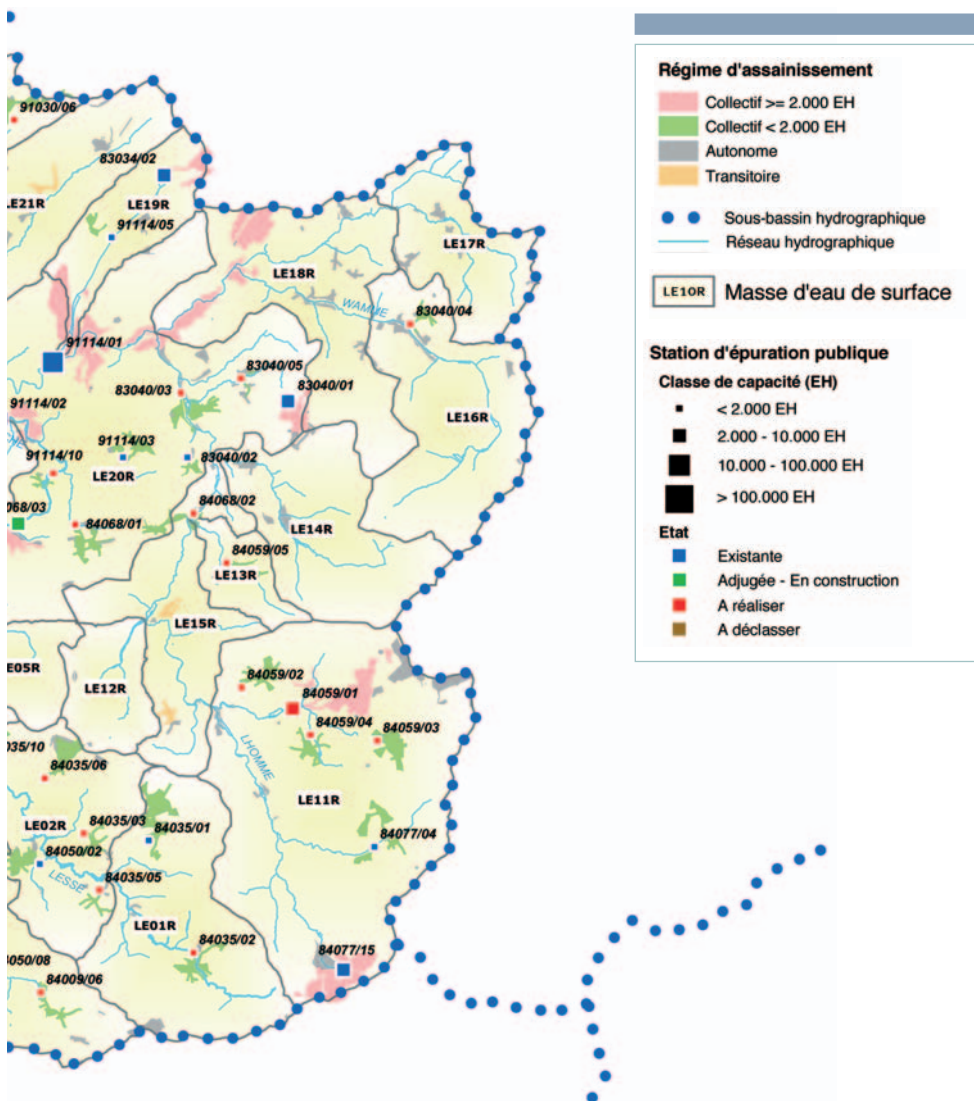 91030/06
83034/02
LE21R
LE19R
91114/05
LE17R
LE18R
WAMME
83040/04
91114/01
83040/05
83040/03
83040/01
91114/02
LE16R
91114/03
91114/10
LE20R
83040/02
84068/02
068/03
84068/01
LE14R
84059/05
LE13R
LE15R
E05R
LE12R
84059/02
84059/01
84059/04
84059/03
035/10
84035/06
LHOMME
LE11R
LE02R
84035/03
84035/01
84077/04
84050/02
LESSE
84035/05
LE01R
84035/02
84077/15
050/08
84009/06
Régime d'assainissement
Collectif >= 2.000 EH
Collectif < 2.000 EH
Autonome
Transitoire
Sous-bassin hydrographique
Réseau hydrographique
LE10R Masse d'eau de surface
Station d'épuration publique
Classe de capacité (EH)
< 2.000 EH
2.000 - 10.000 EH
10.000 - 100.000 EH
> 100.000 EH
Etat
Existante
Adjugée - En construction
A réaliser
A déclasser